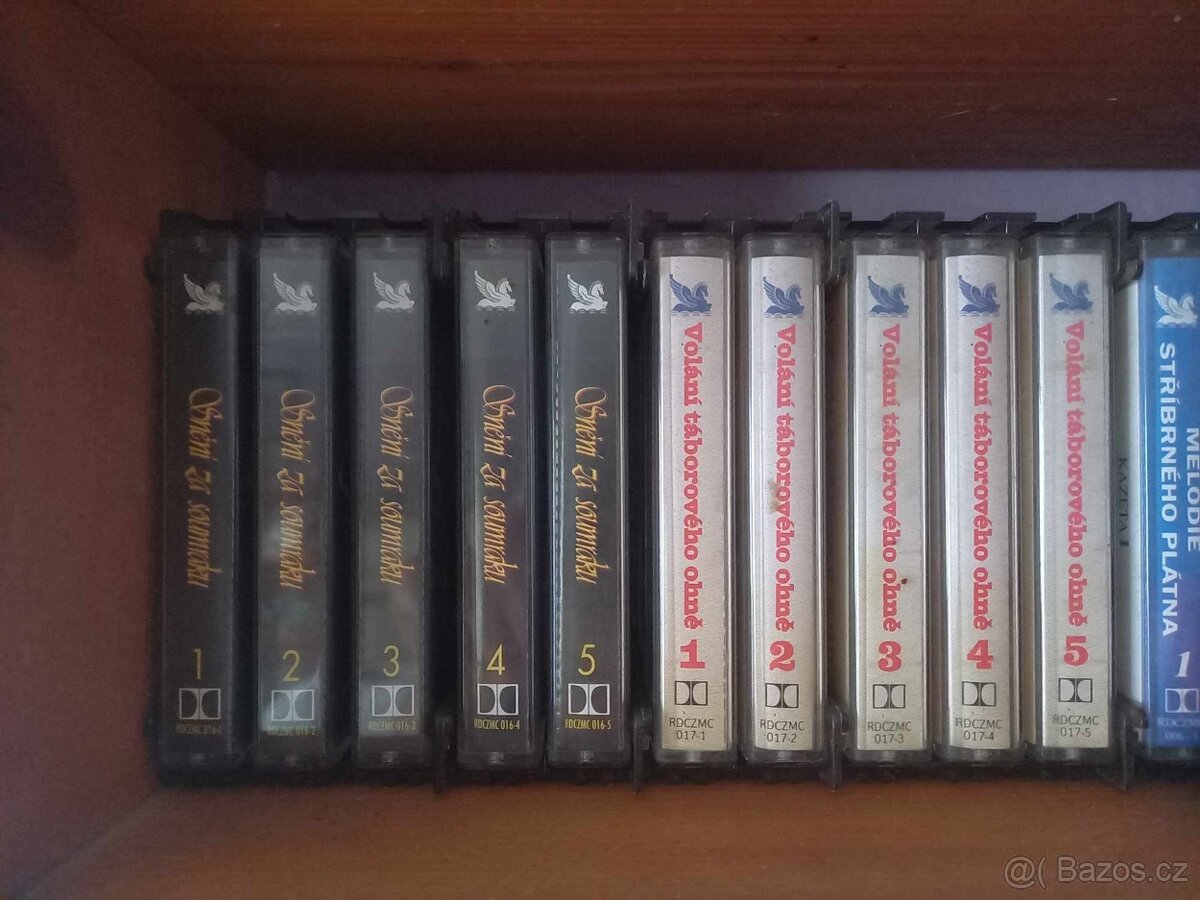 Snění za soumraku
1
RDCZMC 016-1
Snění za soumraku
2
RDCZMC 016-2
Snění za soumraku
3
RDCZMC 016-3
Snění za soumraku
4
RDCZMC 016-4
Snění za soumraku
5
RDCZMC 016-5
Volání táborového ohně
1
RDCZMC
017-1
Volání táborového ohně
2
RDCZMC
017-2
Volání táborového ohně
3
RDCZMC
017-3
Volání táborového ohně
4
RDCZMC
017-4
Volání táborového ohně
5
RDCZMC
017-5
KAZETA 1
MELODIE
STŘÍBRNÉHO PLÁTNA
1
@( Bazos.cz